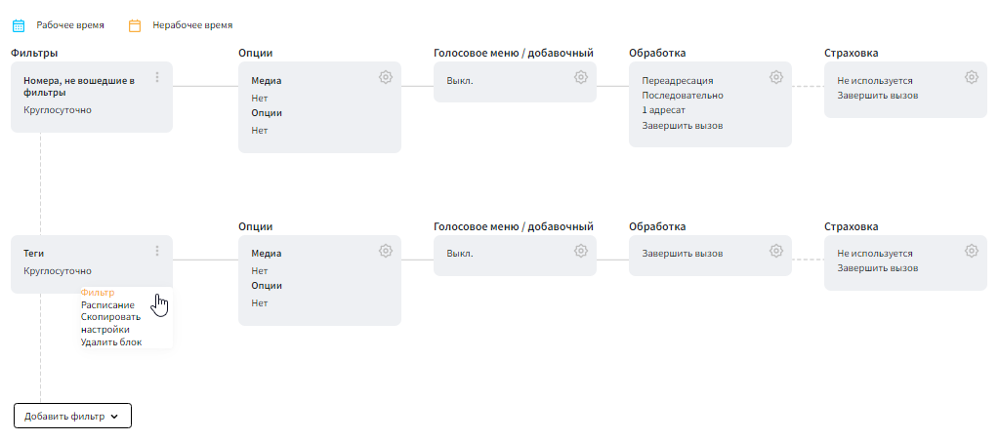 Рабочее время
Нерабочее время
Фильтры
Опции
Голосовое меню / добавочный
Обработка
Страховка
Номера, не вошедшие в
фильтры
Круглосуточно
Медиа
Нет
Опции
Нет
Выкл.
Переадресация
Последовательно
1 адресат
Завершить вызов
Не используется
Завершить вызов
Опции
Голосовое меню / добавочный
Обработка
Страховка
Теги
Круглосуточно
Фильтр
Расписание
Скопировать
настройки
Удалить блок
Медиа
Нет
Опции
Нет
Выкл.
Завершить вызов
Не используется
Завершить вызов
Добавить фильтр